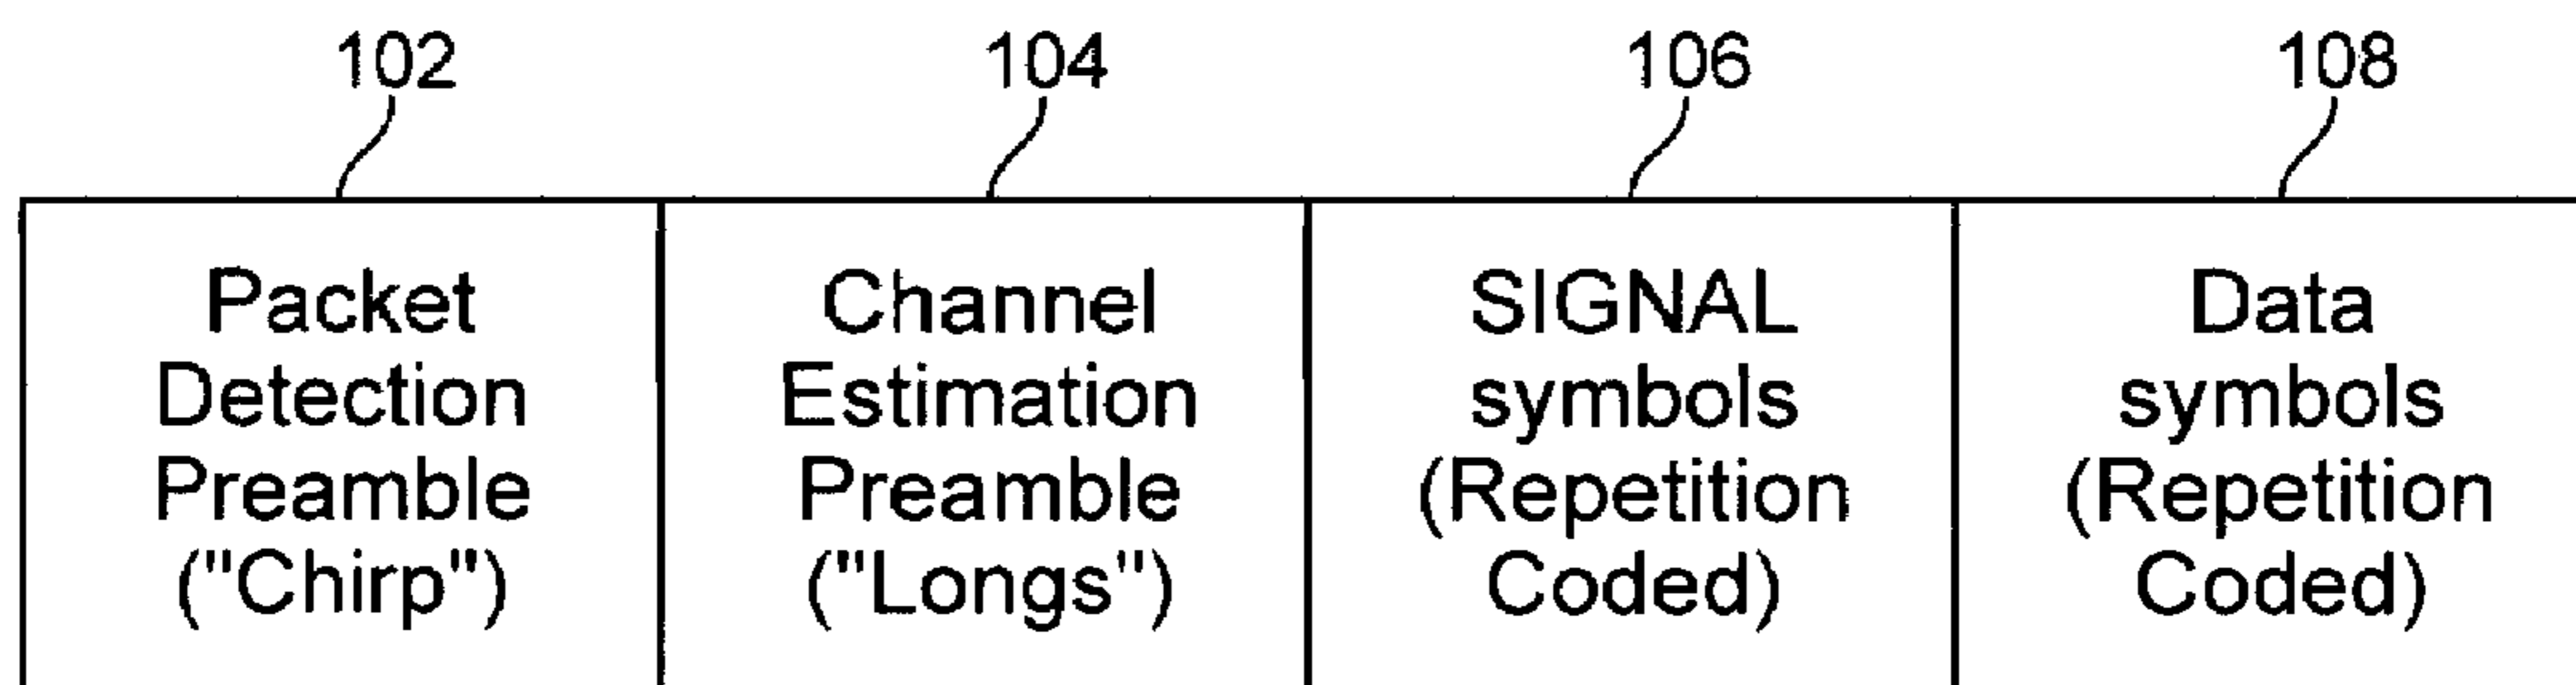 102
104
106
108
Packet
Detection
Preamble
("Chirp")
Channel
Estimation
Preamble
("Longs")
SIGNAL
symbols
(Repetition
Coded)
Data
symbols
(Repetition
Coded)